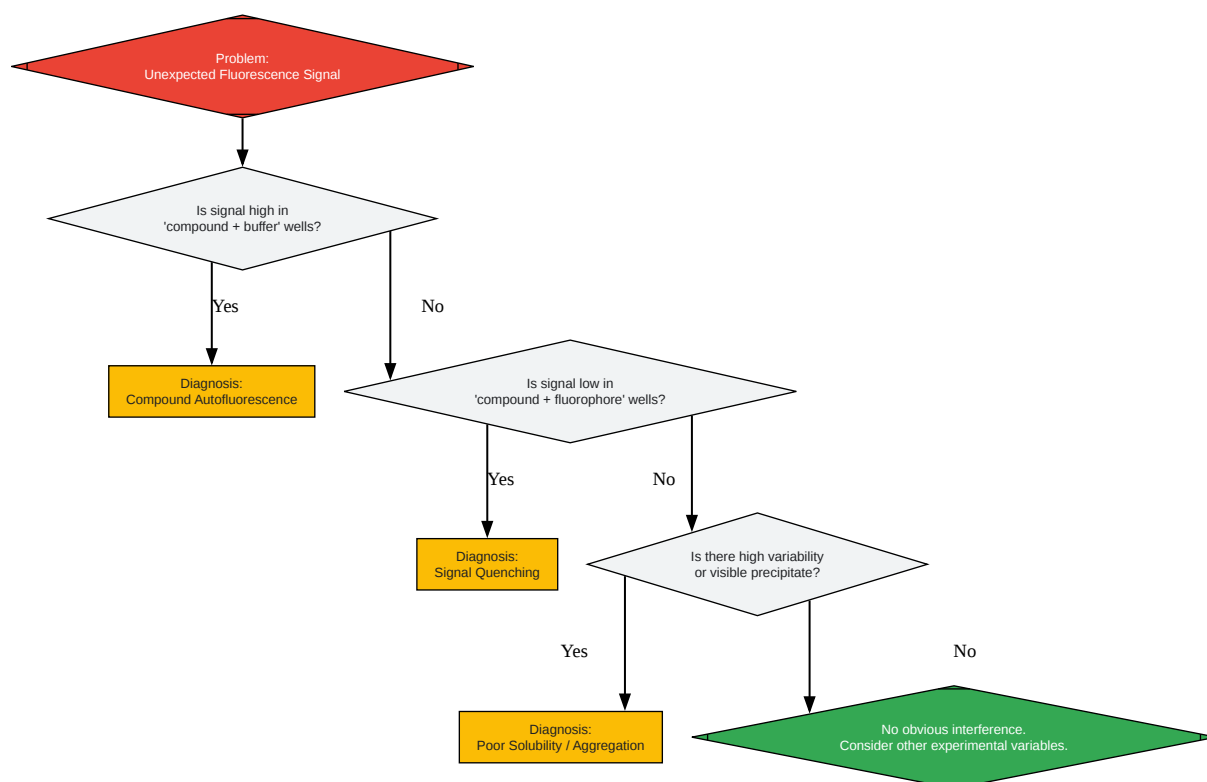 Problem:
Unexpected Fluorescence Signal
Is signal high in
'compound + buffer' wells?
Yes
No
Diagnosis:
Compound Autofluorescence
Is signal low in
'compound + fluorophore' wells?
Yes
No
Diagnosis:
Signal Quenching
Is there high variability
or visible precipitate?
Yes
No
Diagnosis:
Poor Solubility / Aggregation
No obvious interference.
Consider other experimental variables.